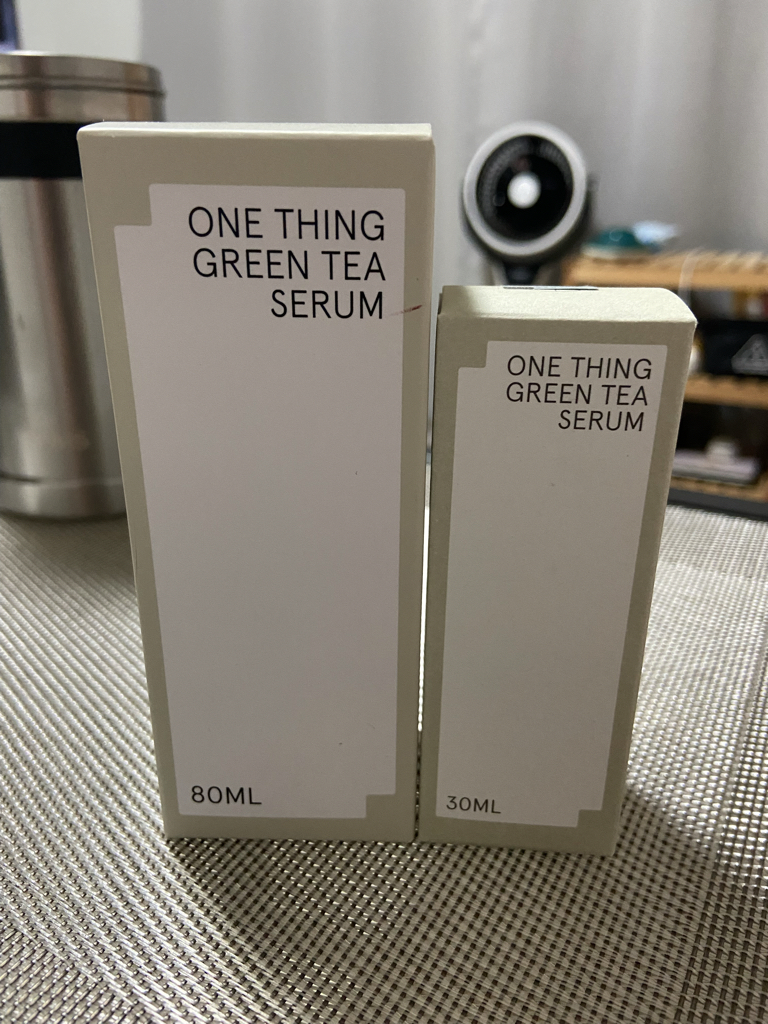 ONE THING
GREEN TEA
SERUM
80ML
ONE THING
GREEN TEA
SERUM
30ML